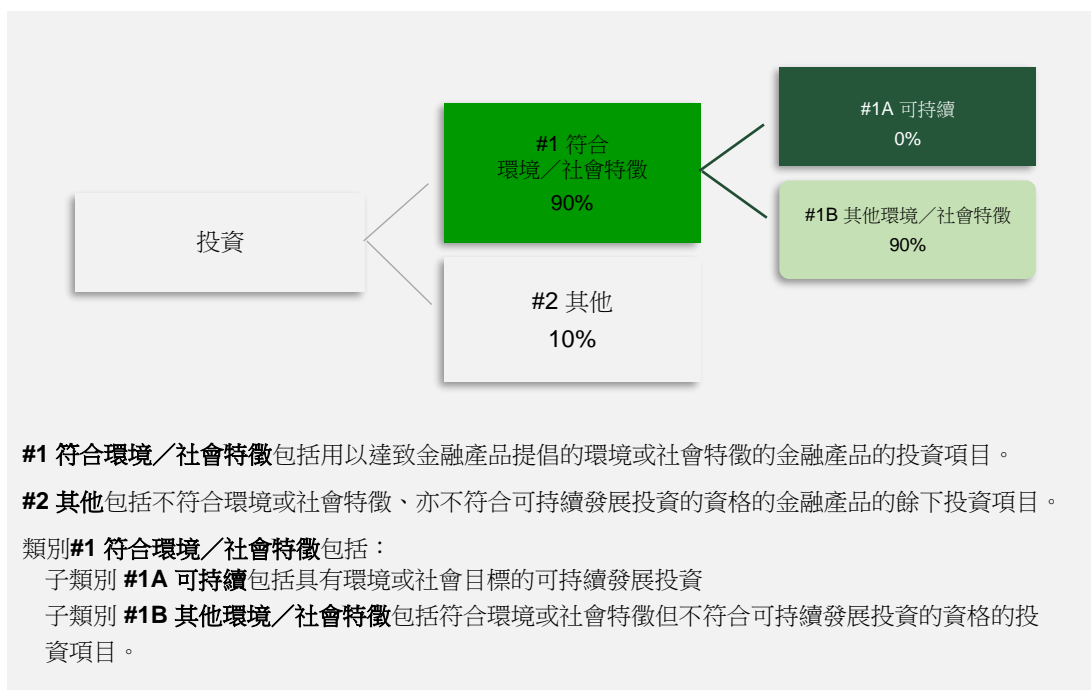 #1A 可持續
0%
#1 符合
環境／社會特徵
90%
#1B 其他環境／社會特徵
90%
投資
#2 其他
10%
#1 符合環境／社會特徵包括用以達致金融產品提倡的環境或社會特徵的金融產品的投資項目。
#2 其他包括不符合環境或社會特徵、亦不符合可持續發展投資的資格的金融產品的餘下投資項目。
類別#1 符合環境／社會特徵包括：
子類別 #1A 可持續包括具有環境或社會目標的可持續發展投資
子類別 #1B 其他環境／社會特徵包括符合環境或社會特徵但不符合可持續發展投資的資格的投
資項目。